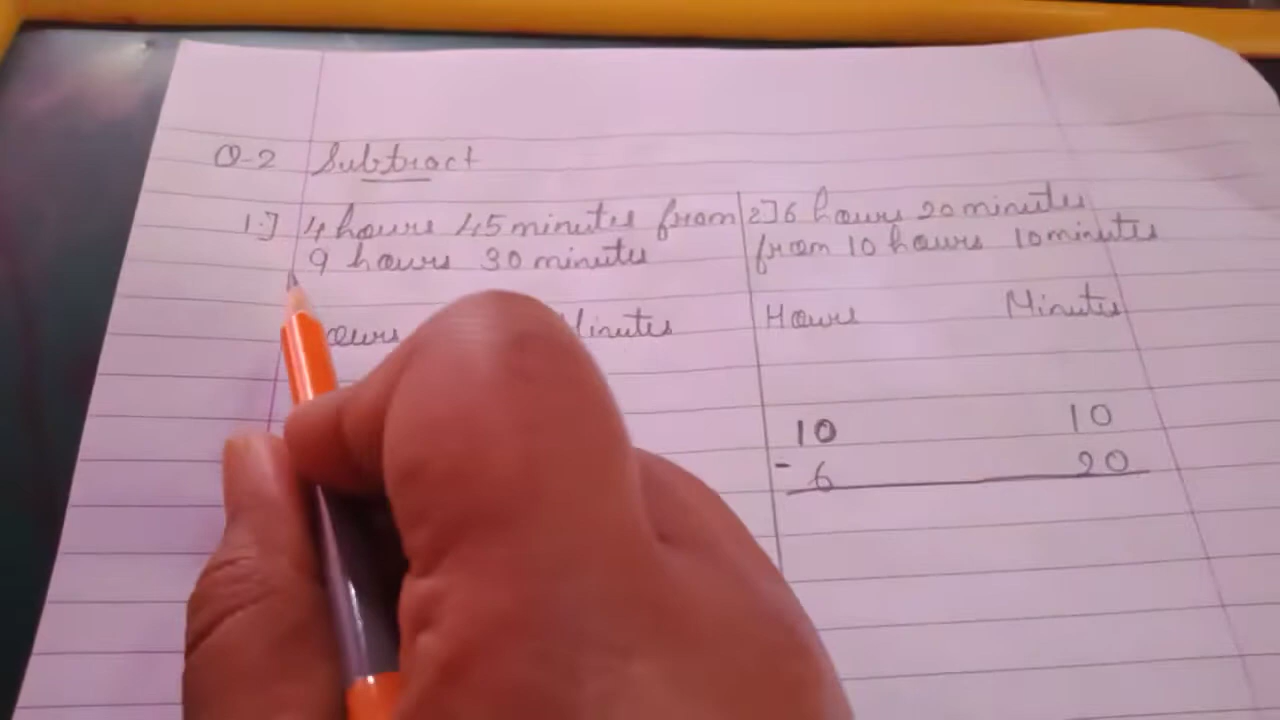 Q-2 Subtract
1.] 4 hours 45 minutes from
9 hours 30 minutes
Minutes
2] 6 hours 20 minutes
from 10 hours 10 minutes
Hours Minutes
10 10
- 6 20